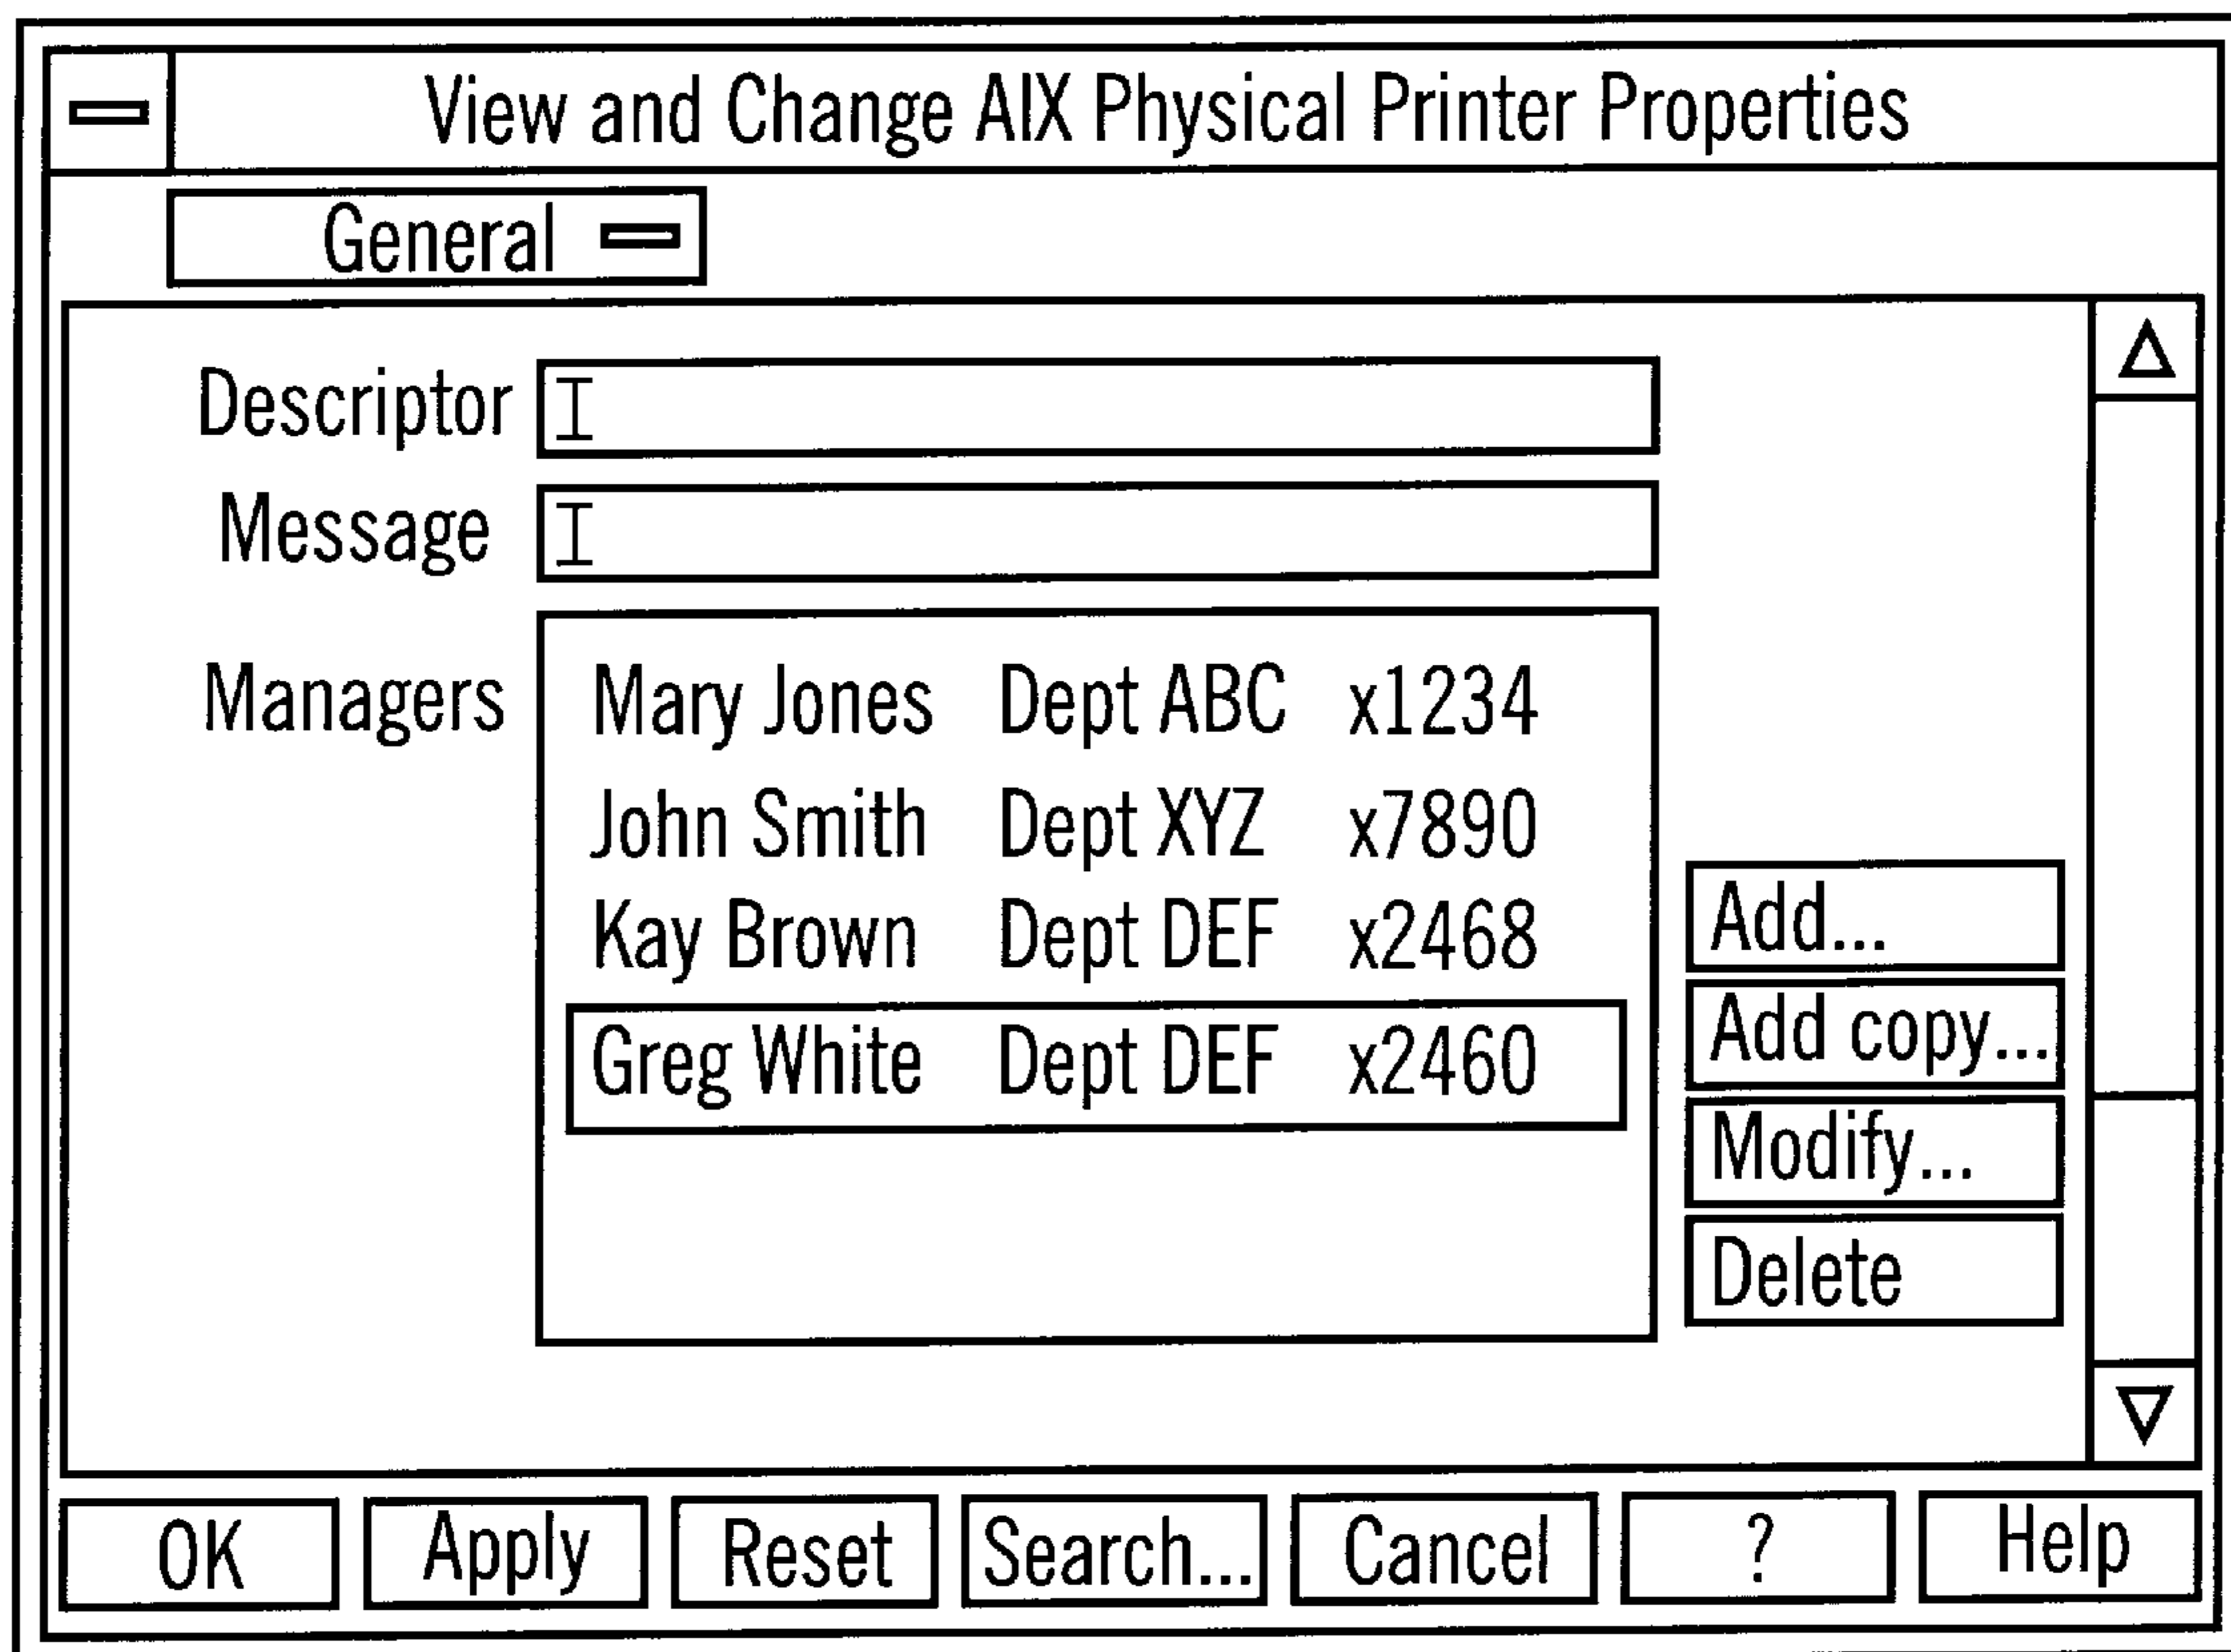 View and Change AIX Physical Printer Properties
General
Descriptor
Message
Managers
Mary Jones Dept ABC x1234
John Smith Dept XYZ x7890
Kay Brown Dept DEF x2468
Greg White Dept DEF x2460
Add...
Add copy...
Modify...
Delete
OK Apply Reset Search... Cancel ? Help